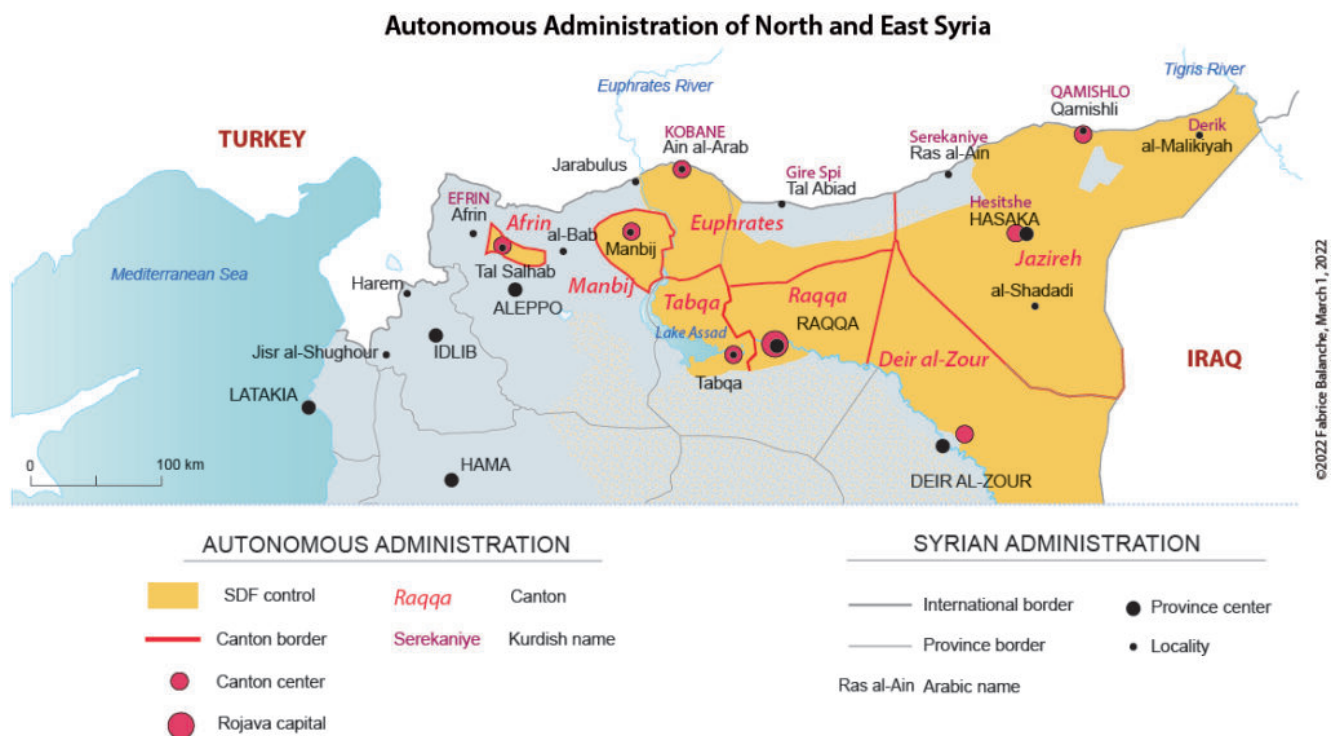 Autonomous Administration of North and East Syria
Euphrates River
Tigris River
TURKEY
QAMISHLO
Qamishli
KOBANE
Ain al-Arab
Serekaniye
Ras al-Ain
Derik
al-Malikiyah
Jarabulus
Gire Spi
Tal Abiad
EFRIN
Afrin
Afrin
al-Bab
Manbij
Euphrates
Hesitshe
HASAKA
Mediterranean Sea
Tal Salhab
Manbij
Jazireh
Harem
ALEPPO
Tabqa
Raqqa
al-Shadadi
RAQQA
Lake Assad
IDLIB
Jisr al-Shughour
Deir al-Zour
IRAQ
Tabqa
LATAKIA
0
100 km
HAMA
DEIR AL-ZOUR
©2022 Fabrice Balanche, March 1, 2022
AUTONOMOUS ADMINISTRATION
SDF control
Raqqa
Canton
Canton border
Serekaniye
Kurdish name
Canton center
Rojava capital
SYRIAN ADMINISTRATION
International border
Province center
Province border
Locality
Ras al-Ain
Arabic name